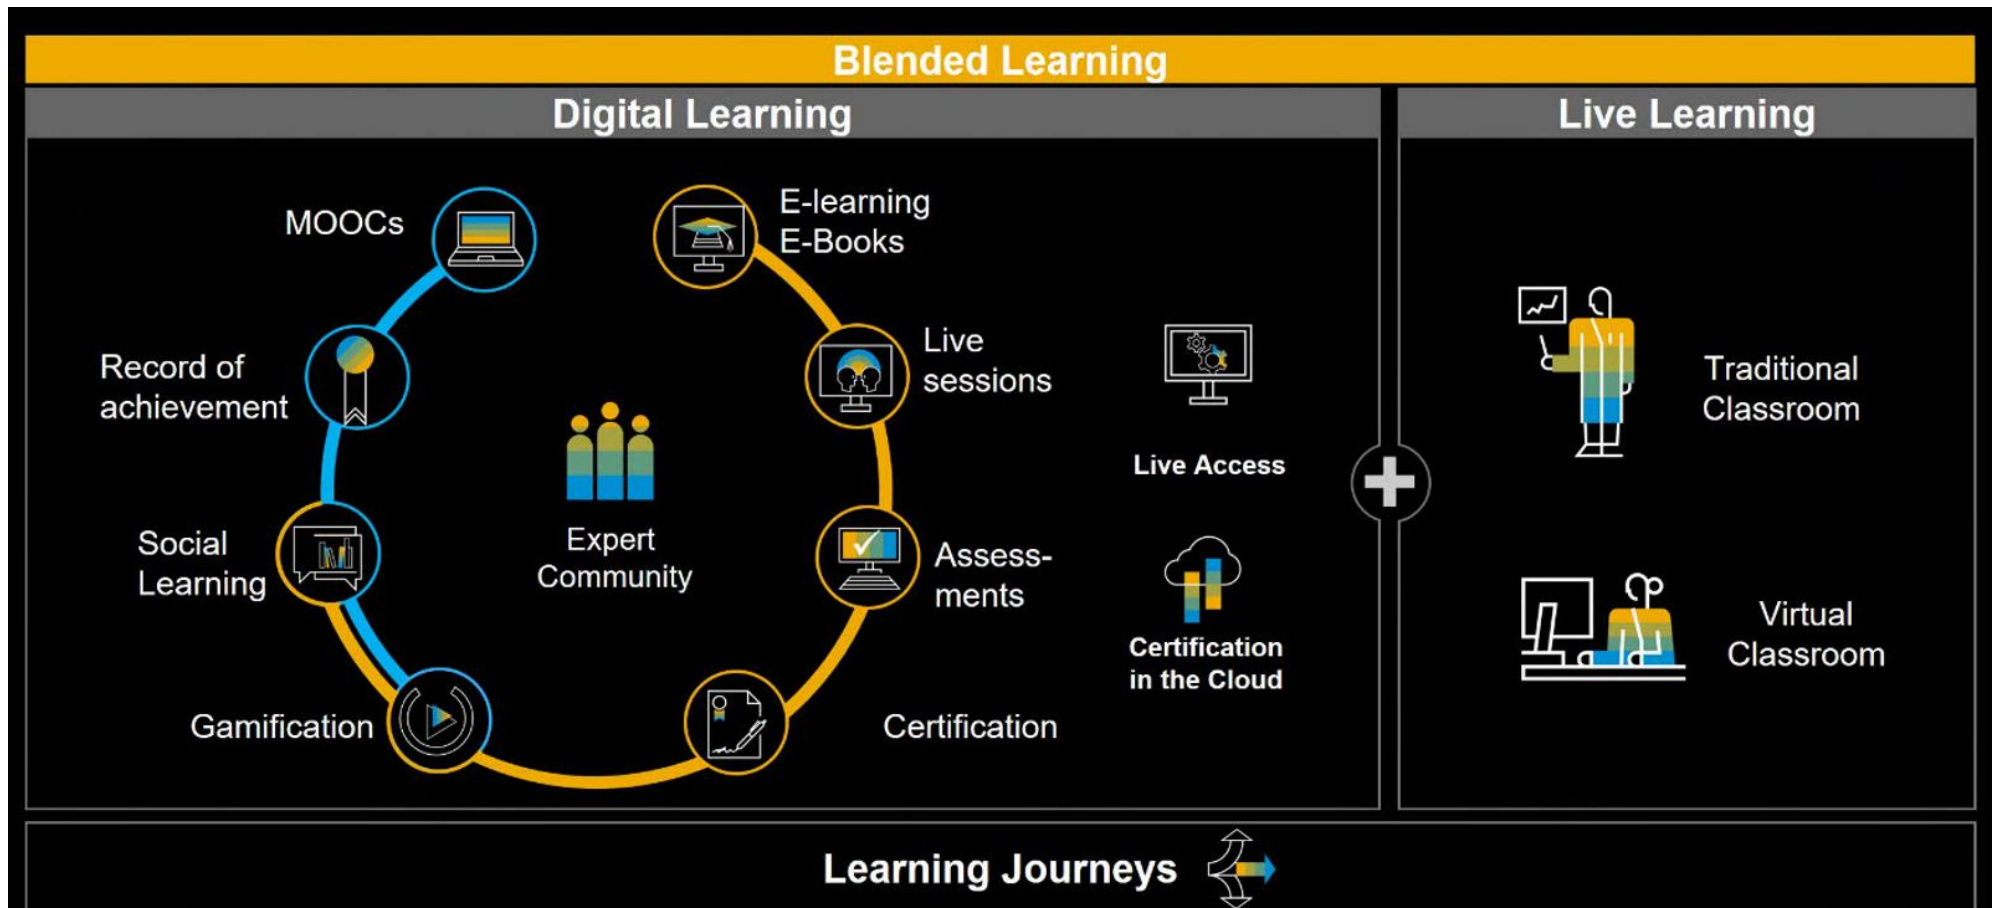 Blended Learning
Digital Learning
MOOCs
Record of
achievement
Social
Learning
Gamification
Expert
Community
E-learning
E-Books
Live
sessions
Assess-
ments
Certification
Live Access
Certification
in the Cloud
Live Learning
Traditional
Classroom
Virtual
Classroom
Learning Journeys